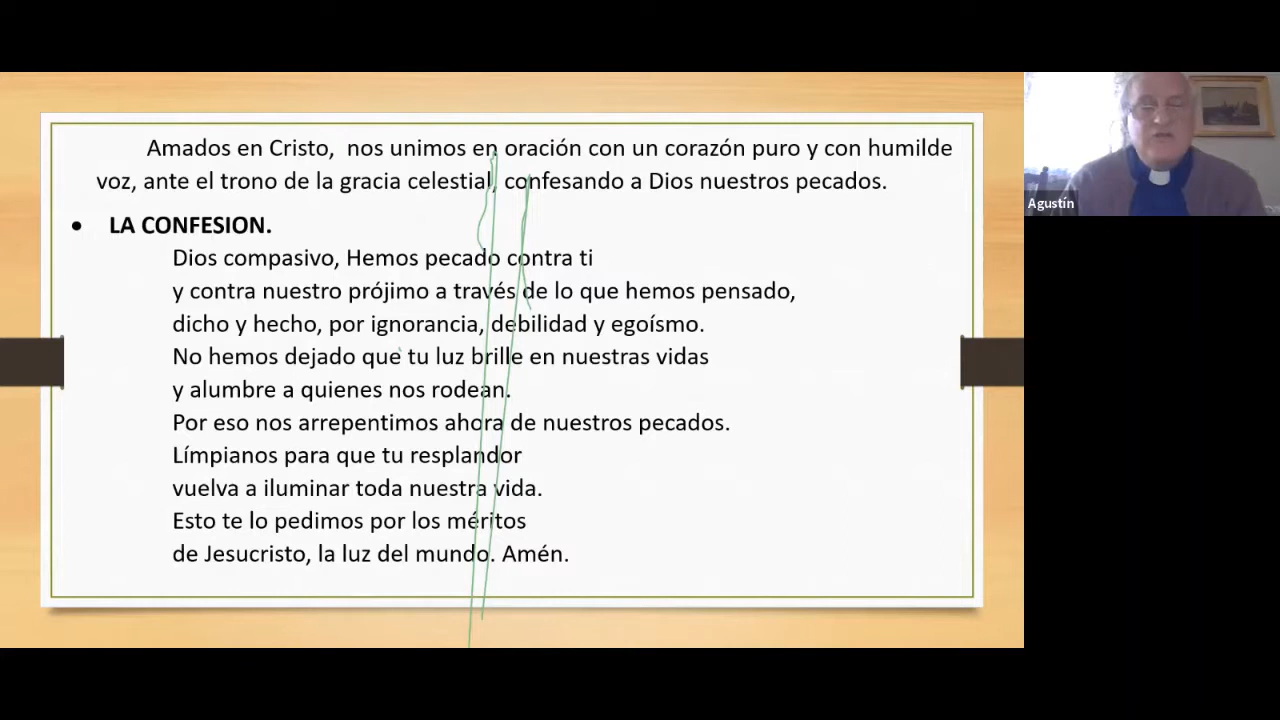 Amados en Cristo, nos unimos en oración con un corazón puro y con humilde
voz, ante el trono de la gracia celestial, confesando a Dios nuestros pecados.
• LA CONFESION.
Dios compasivo, Hemos pecado contra ti
y contra nuestro prójimo a través de lo que hemos pensado,
dicho y hecho, por ignorancia, debilidad y egoísmo.
No hemos dejado que tu luz brille en nuestras vidas
y alumbre a quienes nos rodean.
Por eso nos arrepentimos ahora de nuestros pecados.
Límpianos para que tu resplandor
vuelva a iluminar toda nuestra vida.
Esto te lo pedimos por los méritos
de Jesucristo, la luz del mundo. Amén.
Agustín